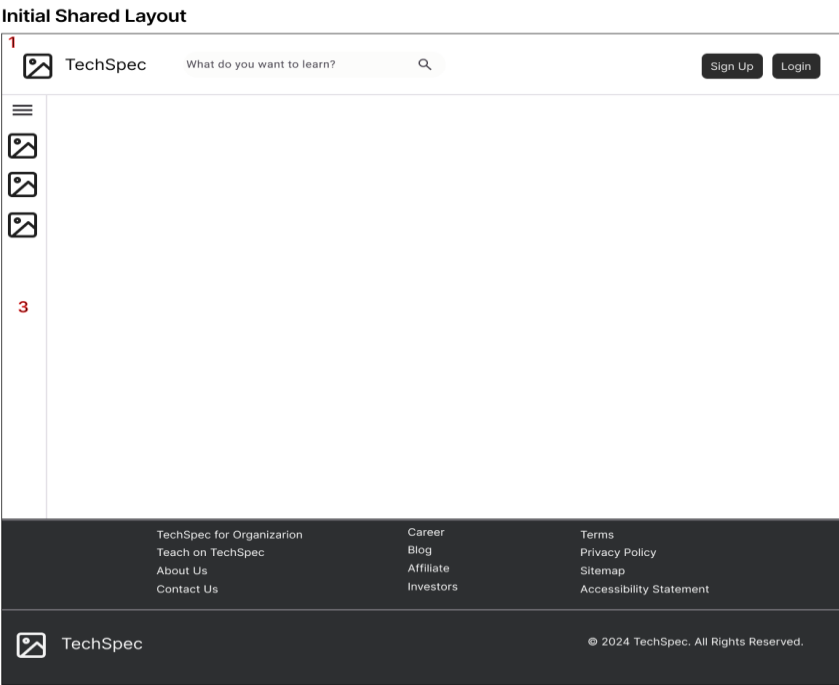 Initial Shared Layout
1
TechSpec
What do you want to learn?
Sign Up
Login
3
TechSpec for Organizarion
Teach on TechSpec
About Us
Contact Us
Career
Blog
Affiliate
Investors
Terms
Privacy Policy
Sitemap
Accessibility Statement
TechSpec
© 2024 TechSpec. All Rights Reserved.